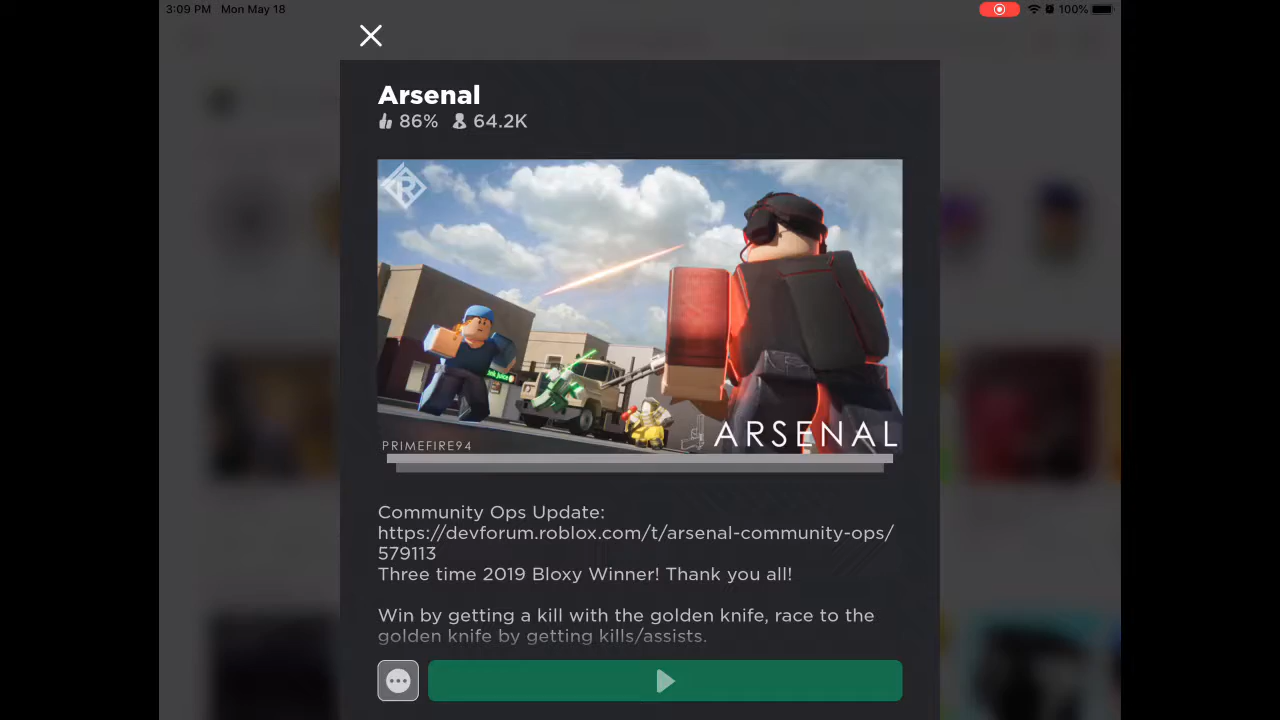 3:09 PM Mon May 18
100%
Arsenal
86% 64.2K
R
nk juice
ARSENAL
PRIMEFIRE94
Community Ops Update:
https://devforum.roblox.com/t/arsenal-community-ops/
579113
Three time 2019 Bloxy Winner! Thank you all!
Win by getting a kill with the golden knife, race to the
golden knife by getting kills/assists.